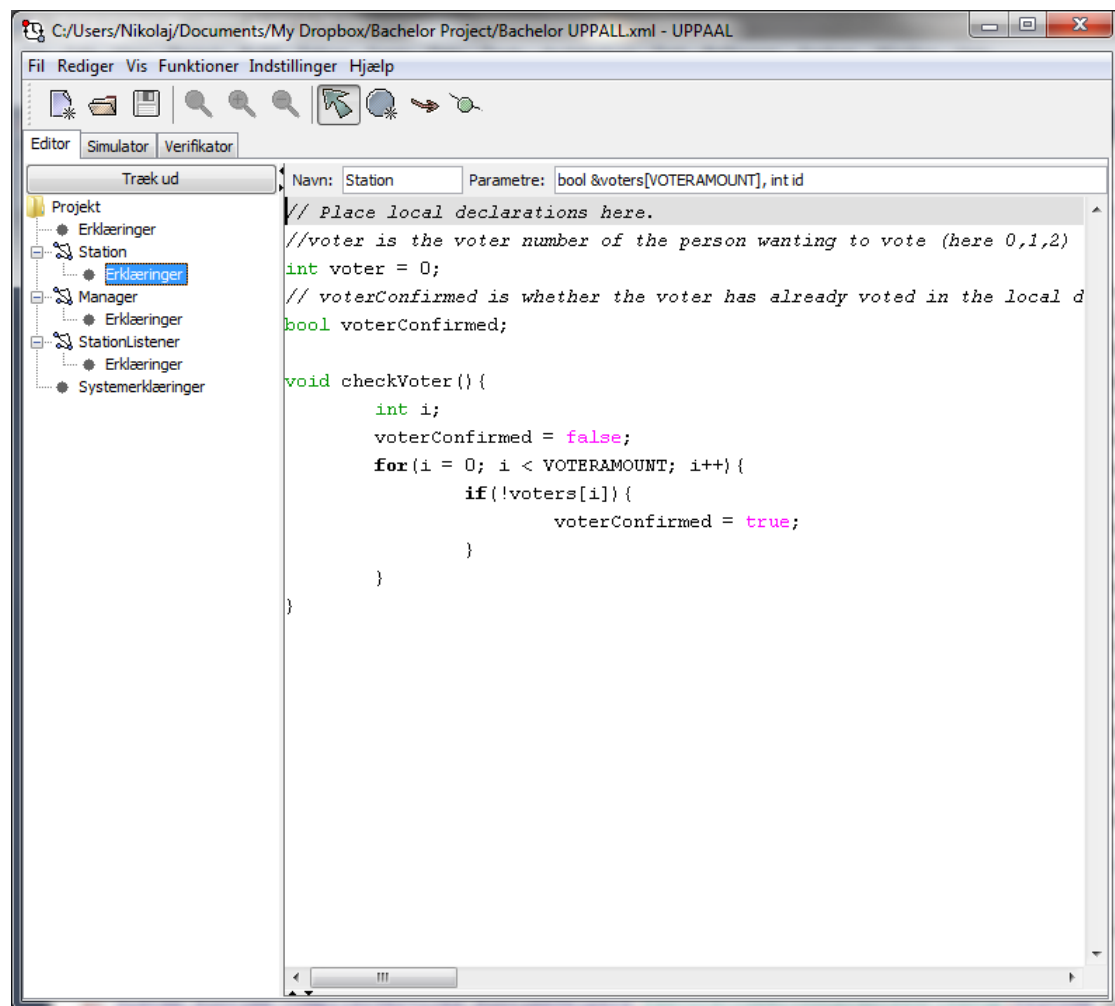 C:/Users/Nikolaj/Documents/My Dropbox/Bachelor Project/Bachelor UPPALL.xml - UPPAAL
Fil Rediger Vis Funktioner Indstillinger Hjælp
Editor Simulator Verifikator
Træk ud
Navn: Station Parametre: bool &voters[VOTERAMOUNT], int id
Projekt
Erklæringer
Station
Erklæringer
Manager
Erklæringer
StationListener
Erklæringer
Systemerklæringer
// Place local declarations here.
//voter is the voter number of the person wanting to vote (here 0,1,2)
int voter = 0;
// voterConfirmed is whether the voter has already voted in the local d
bool voterConfirmed;
void checkVoter(){
int i;
voterConfirmed = false;
for(i = 0; i < VOTERAMOUNT; i++){
if(!voters[i]){
voterConfirmed = true;
}
}
}